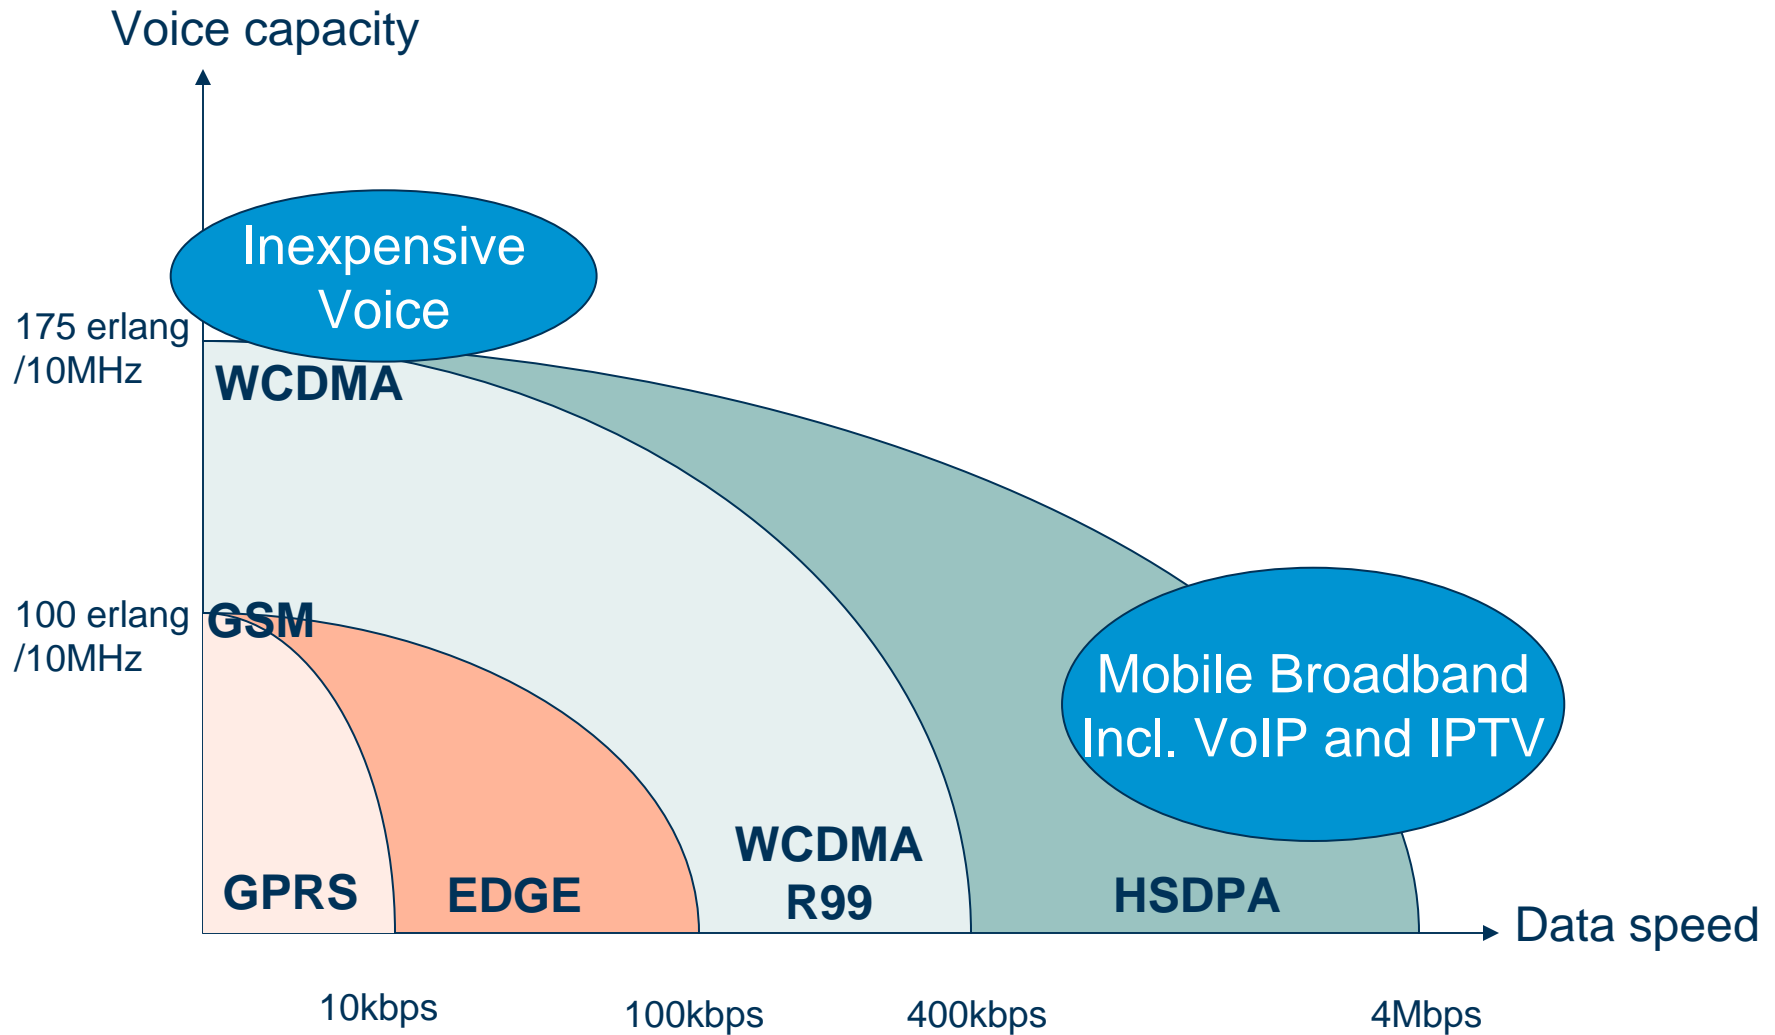 Voice capacity
Inexpensive
Voice
175 erlang
/10MHz
WCDMA
100 erlang
/10MHz
GSM
Mobile Broadband
Incl. VoIP and IPTV
GPRS
EDGE
WCDMA
R99
HSDPA
Data speed
10kbps
100kbps
400kbps
4Mbps